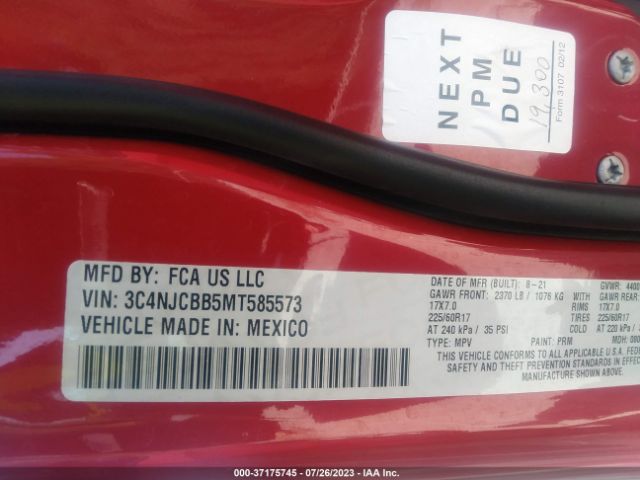 NEXT
PM
DUE
19,300
Form 3107 02/12
MFD BY: FCA US LLC
VIN: 3C4NJCBB5MT585573
VEHICLE MADE IN: MEXICO
DATE OF MFR (BUILT): 8-21 GVWR: 4400
GAWR FRONT: 2370 LB / 1076 KG GAWR REAR
17X7.0 RIMS 17X7.0
225/60R17 TIRES 225/60R17
AT 240 kPa / 35 PSI COLD AT 220 kPa /
TYPE: MPV PAINT: PRM MDH: 080
THIS VEHICLE CONFORMS TO ALL APPLICABLE U.S.A. FEDE
SAFETY AND THEFT PREVENTION STANDARDS IN EFFECT
MANUFACTURE SHOWN ABOVE.
000-37175745 - 07/26/2023 - IAA Inc.